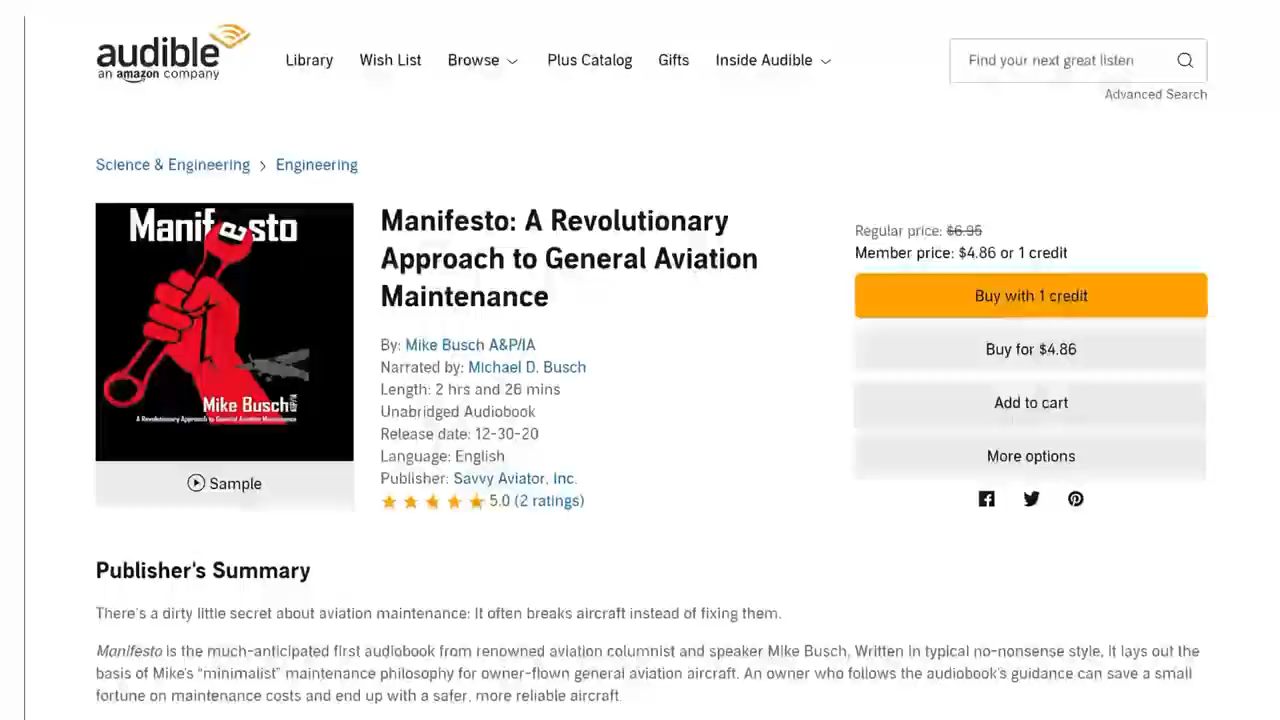 audible
an amazon company
Library
Wish List
Browse
Plus Catalog
Gifts
Inside Audible
Find your next great listen
Advanced Search
Science & Engineering > Engineering
Manifesto
Mike Busch A&P/IA
A Revolutionary Approach to General Aviation Maintenance
Sample
Manifesto: A Revolutionary
Approach to General Aviation
Maintenance
By: Mike Busch A&P/IA
Narrated by: Michael D. Busch
Length: 2 hrs and 26 mins
Unabridged Audiobook
Release date: 12-30-20
Language: English
Publisher: Savvy Aviator, Inc.
5.0 (2 ratings)
Regular price: $6.95
Member price: $4.86 or 1 credit
Buy with 1 credit
Buy for $4.86
Add to cart
More options
Publisher's Summary
There's a dirty little secret about aviation maintenance: It often breaks aircraft instead of fixing them.
Manifesto is the much-anticipated first audiobook from renowned aviation columnist and speaker Mike Busch. Written in typical no-nonsense style, it lays out the
basis of Mike's "minimalist" maintenance philosophy for owner-flown general aviation aircraft. An owner who follows the audiobook's guidance can save a small
fortune on maintenance costs and end up with a safer, more reliable aircraft.